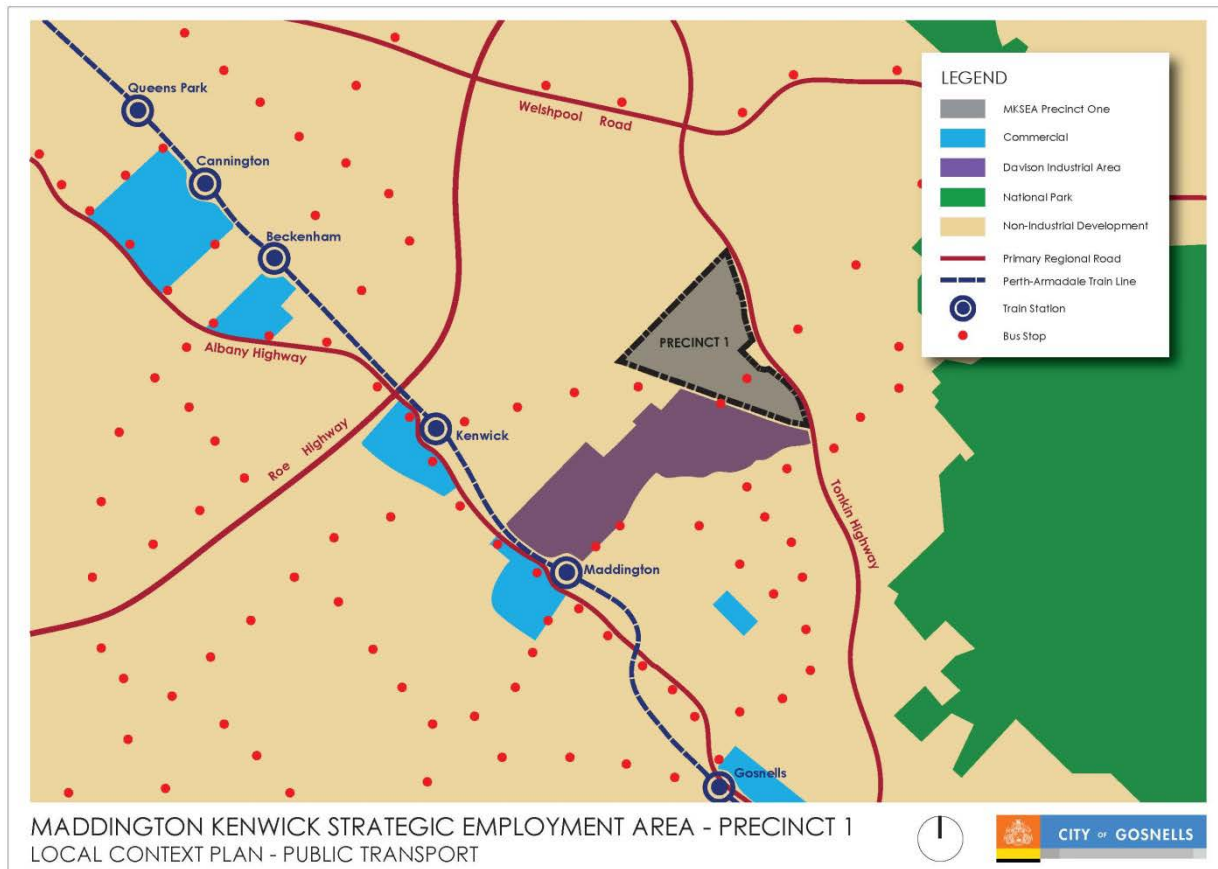 Queens Park
Cannington
Beckenham
Welshpool Road
Albany Highway
Roe Highway
Kenwick
PRECINCT 1
Maddington
Tonkin Highway
Gosnells
LEGEND
MKSEA Precinct One
Commercial
Davison Industrial Area
National Park
Non-Industrial Development
Primary Regional Road
Perth-Armadale Train Line
Train Station
Bus Stop
MADDINGTON KENWICK STRATEGIC EMPLOYMENT AREA - PRECINCT 1
LOCAL CONTEXT PLAN - PUBLIC TRANSPORT
CITY OF GOSNELLS